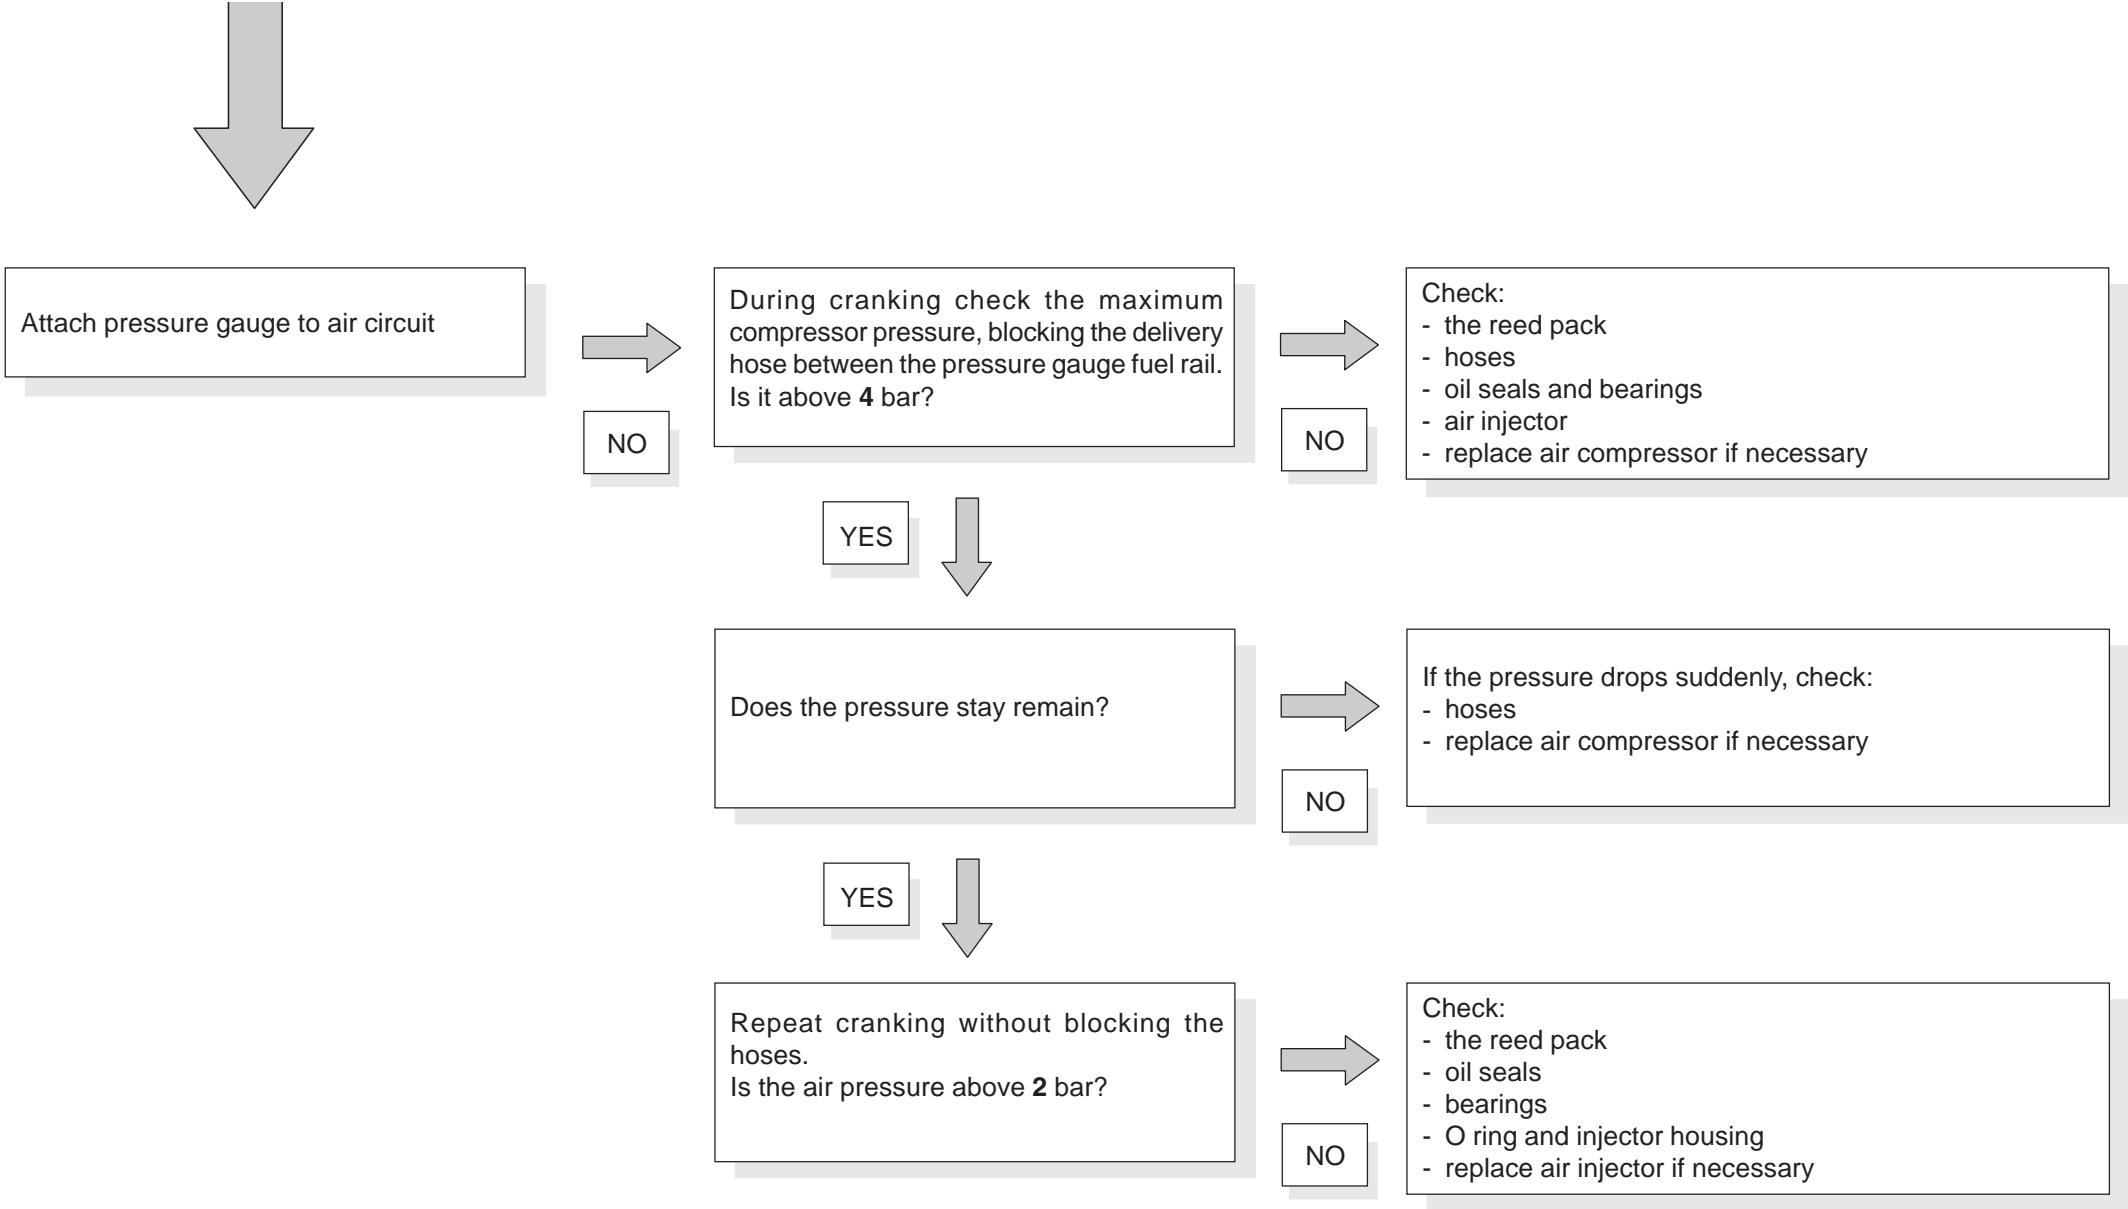 Attach pressure gauge to air circuit
NO
During cranking check the maximum
compressor pressure, blocking the delivery
hose between the pressure gauge fuel rail.
Is it above 4 bar?
NO
Check:
- the reed pack
- hoses
- oil seals and bearings
- air injector
- replace air compressor if necessary
YES
Does the pressure stay remain?
NO
If the pressure drops suddenly, check:
- hoses
- replace air compressor if necessary
YES
Repeat cranking without blocking the
hoses.
Is the air pressure above 2 bar?
NO
Check:
- the reed pack
- oil seals
- bearings
- O ring and injector housing
- replace air injector if necessary